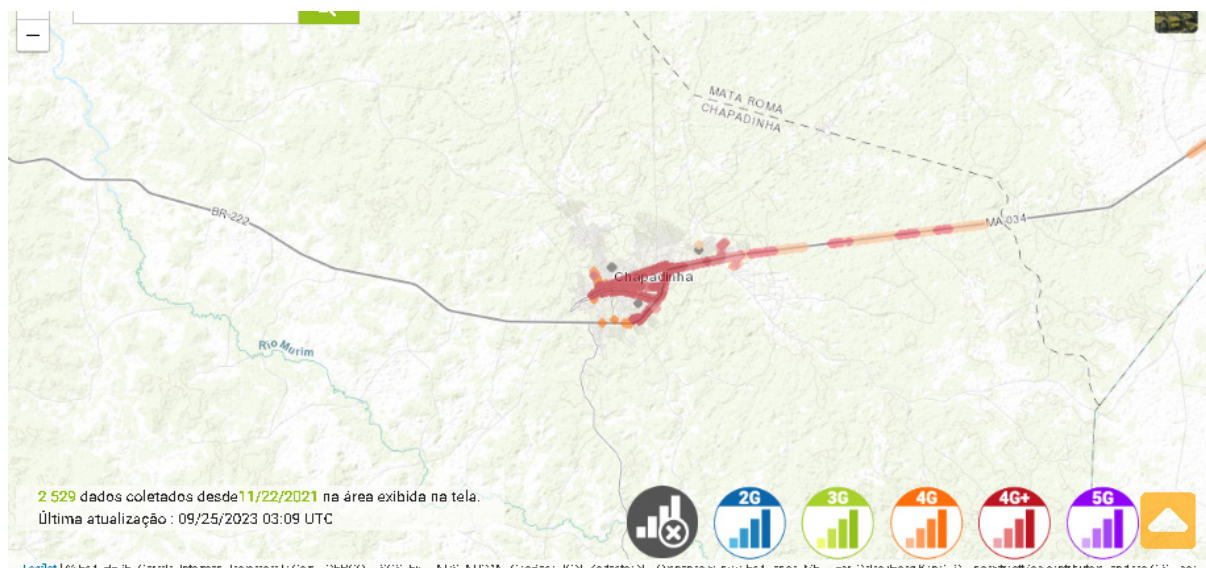 −
MATA ROMA
CHAPADINHA
BR-222
MA-034
Chapadinha
Rio Murim
2 529 dados coletados desde11/22/2021 na área exibida na tela.
Última atualização : 09/25/2023 03:09 UTC
2G
3G
4G
4G+
5G
Leaflet